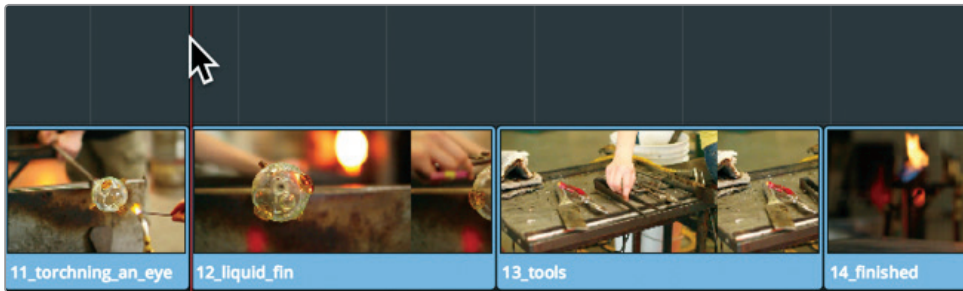 11_torchning_an_eye
12_liquid_fin
13_tools
14_finished